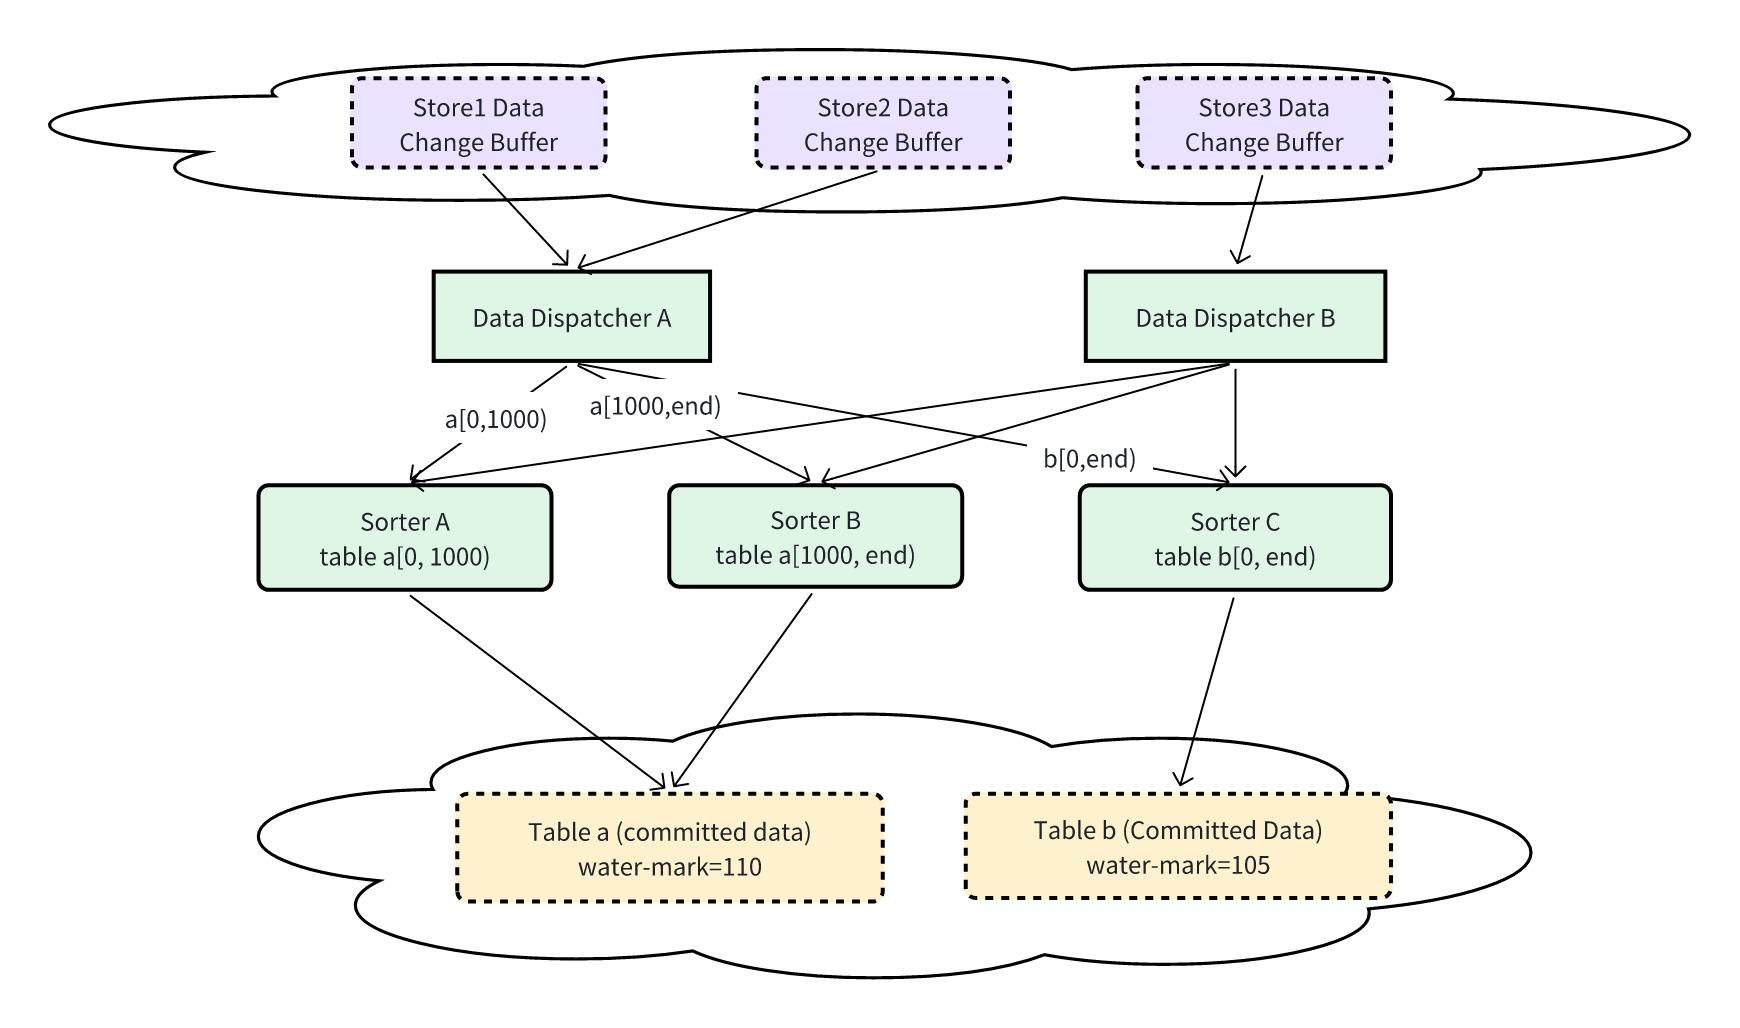 Store1 Data
Change Buffer
Store2 Data
Change Buffer
Store3 Data
Change Buffer
Data Dispatcher A
Data Dispatcher B
a[0,1000)
a[1000,end)
b[0,end)
Sorter A
table a[0, 1000)
Sorter B
table a[1000, end)
Sorter C
table b[0, end)
Table a (committed data)
water-mark=110
Table b (Committed Data)
water-mark=105